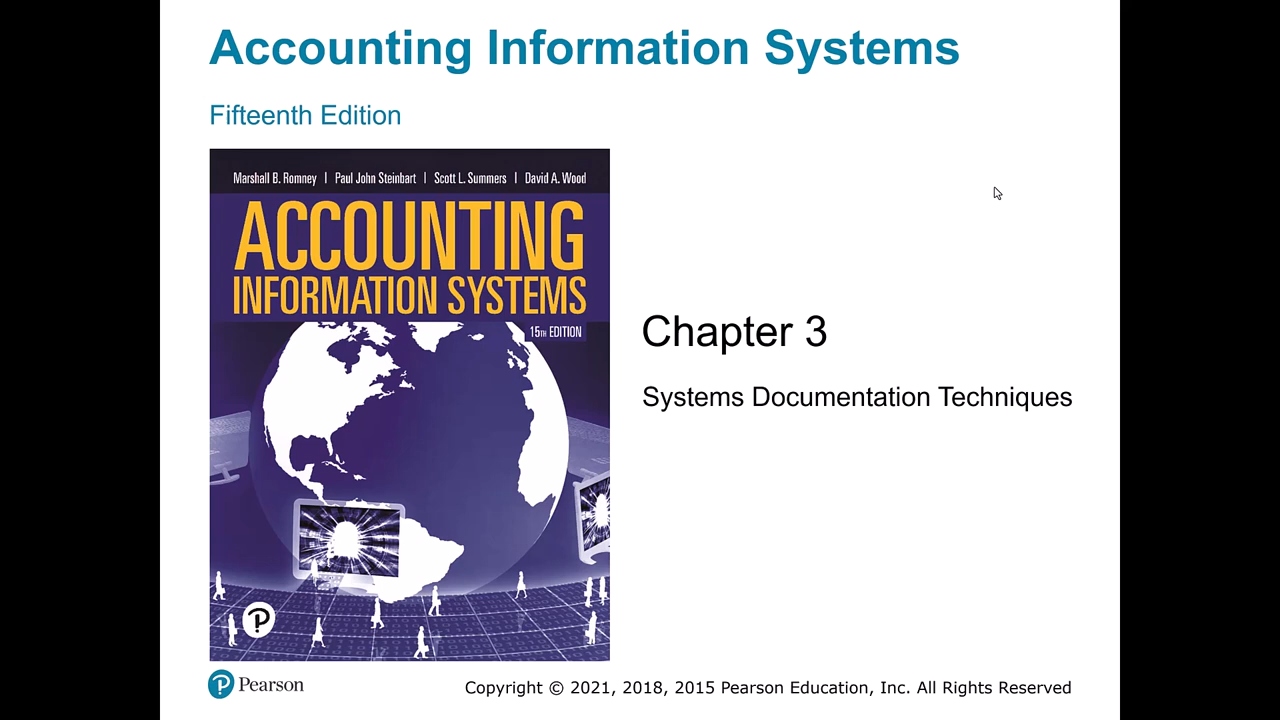 Accounting Information Systems
Fifteenth Edition
Marshall B. Romney | Paul John Steinbart | Scott L. Summers | David A. Wood
ACCOUNTING
INFORMATION SYSTEMS
15TH EDITION
Chapter 3
Systems Documentation Techniques
P
P Pearson
Copyright © 2021, 2018, 2015 Pearson Education, Inc. All Rights Reserved